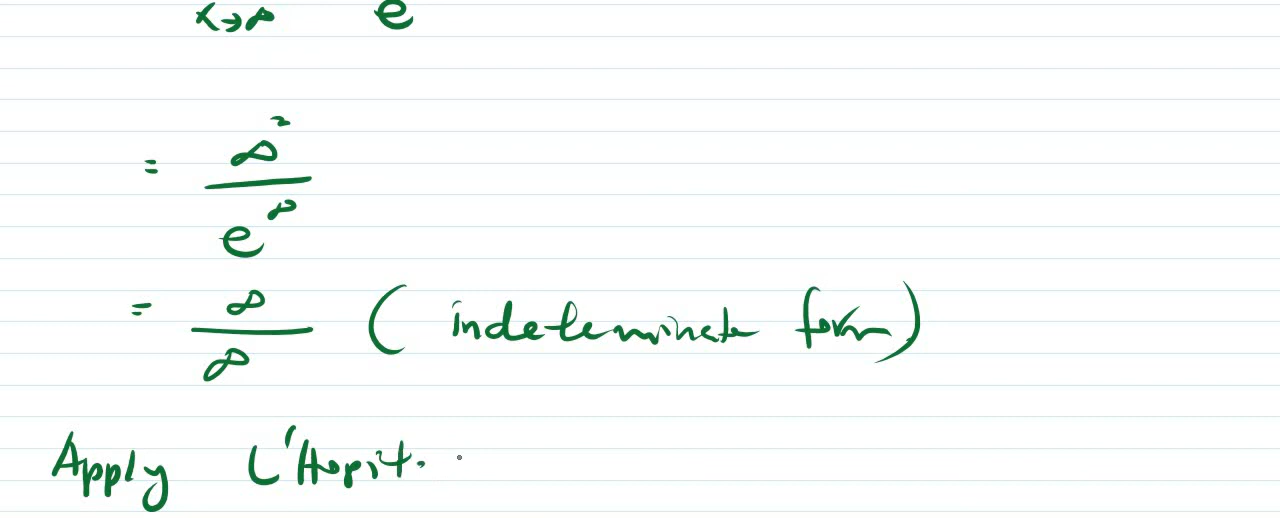 x→∞ e
= ∞²
e^∞
= ∞ ( indeterminate form )
∞
Apply L'Hopit.